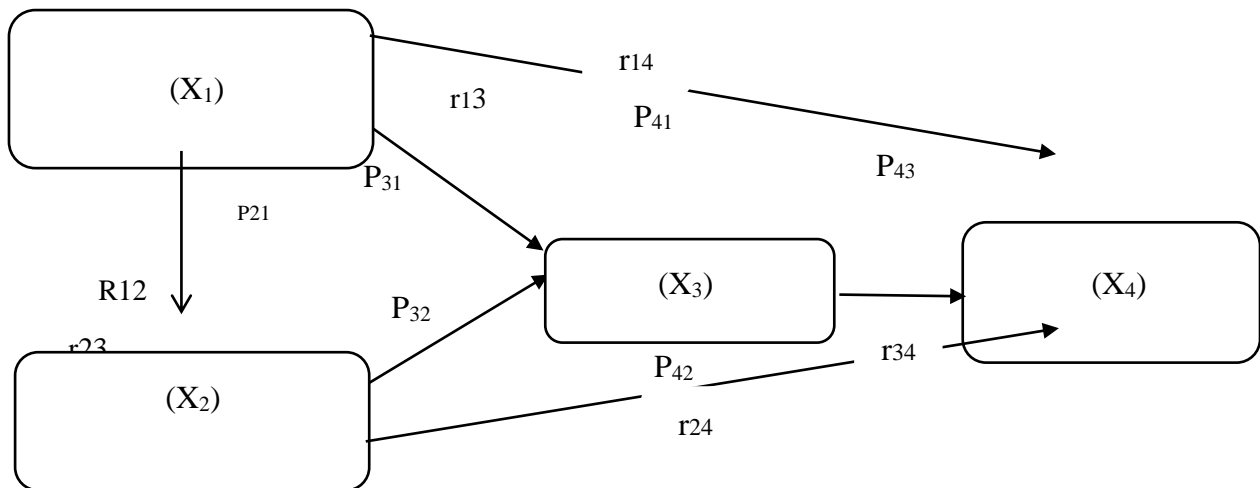 r14
(X₁)
r13
P₄₁
P₄₃
P₃₁
P21
R12
P₃₂
(X₃)
(X₄)
r23
r34
P₄₂
(X₂)
r24